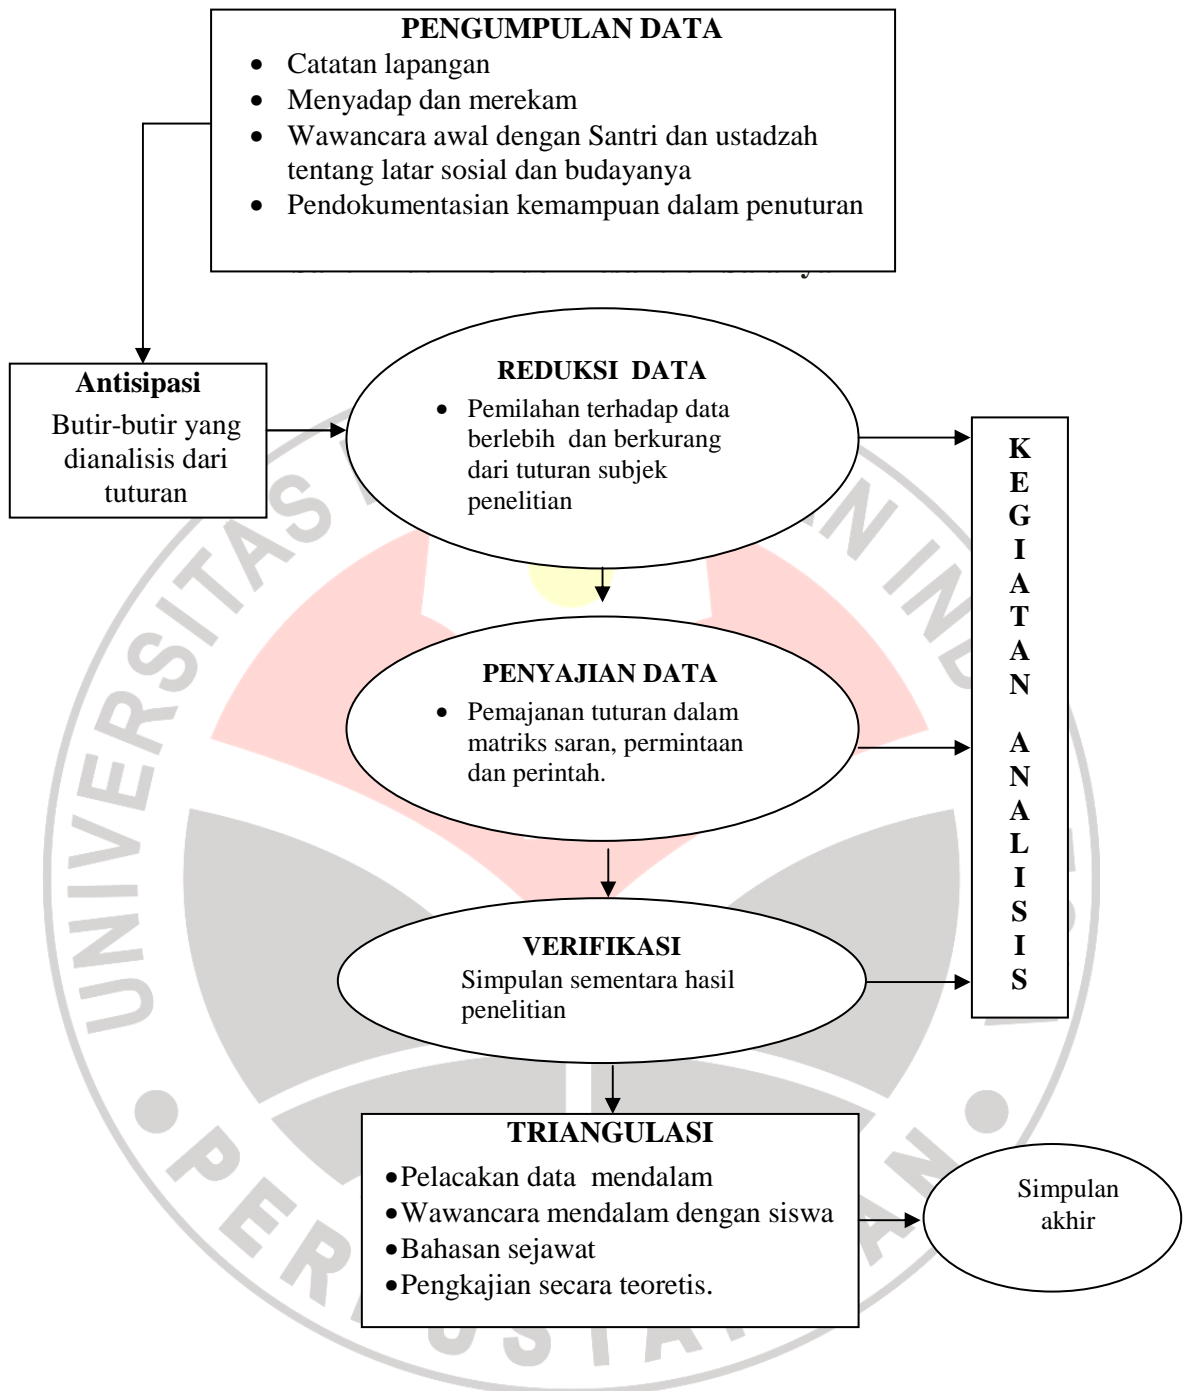 PENGUMPULAN DATA
• Catatan lapangan
• Menyadap dan merekam
• Wawancara awal dengan Santri dan ustadzah
tentang latar sosial dan budayanya
• Pendokumentasian kemampuan dalam penuturan
Antisipasi
Butir-butir yang
dianalisis dari
tuturan
REDUKSI DATA
• Pemilahan terhadap data
berlebih dan berkurang
dari tuturan subjek
penelitian
PENYAJIAN DATA
• Pemajanan tuturan dalam
matriks saran, permintaan
dan perintah.
VERIFIKASI
Simpulan sementara hasil
penelitian
KEGIATAN ANALISIS
TRIANGULASI
• Pelacakan data mendalam
• Wawancara mendalam dengan siswa
• Bahasan sejawat
• Pengkajian secara teoretis.
Simpulan
akhir
UNIVERSITAS